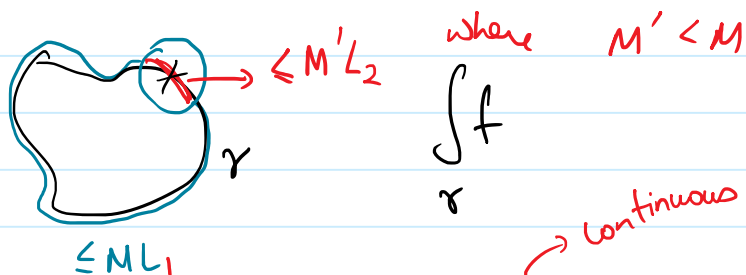 ≤ M'L₂ where M' < M
∫f
γ
γ
continuous
≤ ML₁